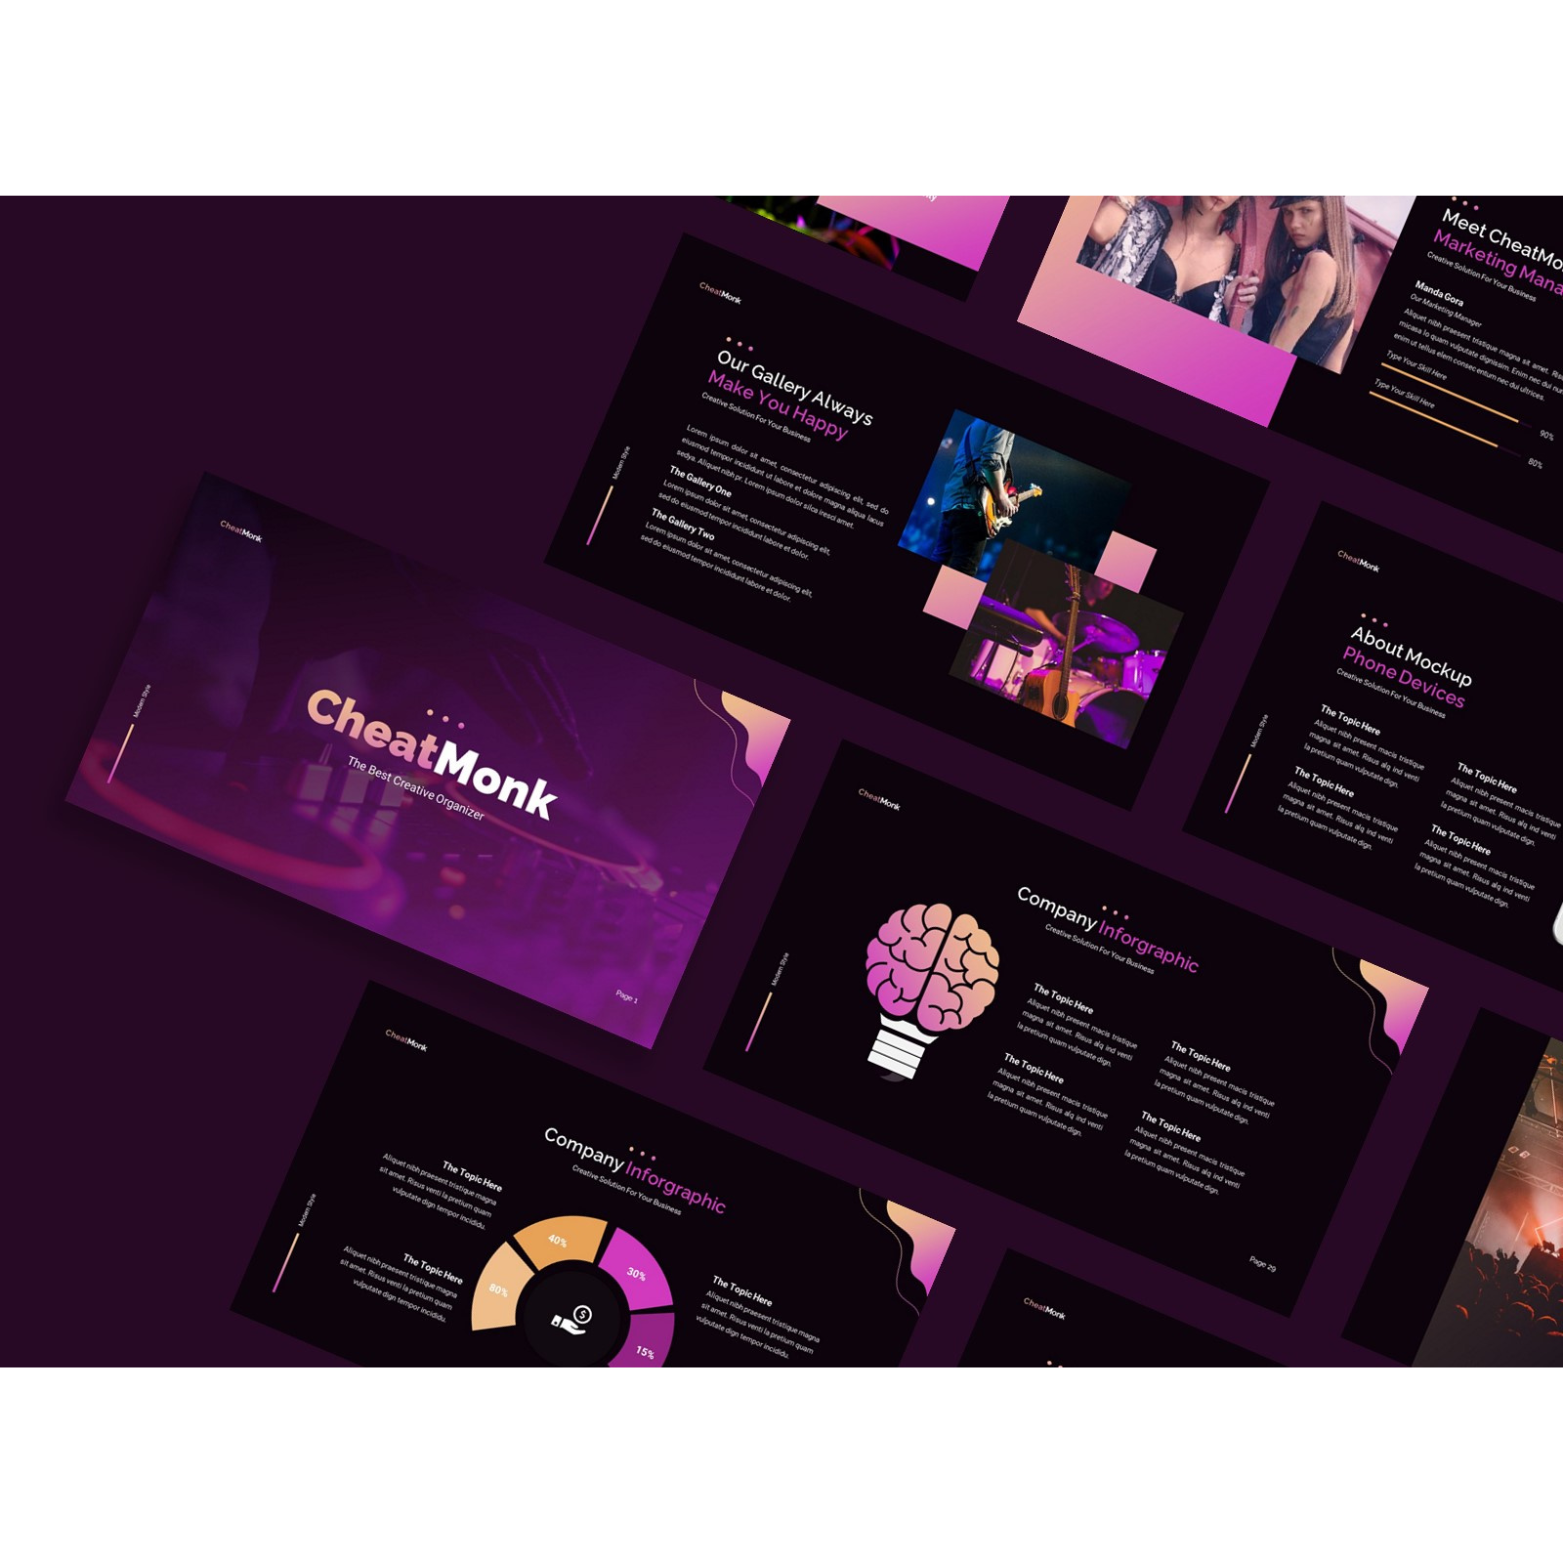 CheatMonk
Our Gallery Always
Make You Happy
Creative Solution For Your Business
Lorem ipsum dolor sit amet, consectetur adipiscing elit, sed do
eiusmod tempor incididunt ut labore et dolore magna aliqua lacus
sedya. Aliquet nibh pr. Lorem ipsum dolor silca iresci amet.
The Gallery One
Lorem ipsum dolor sit amet, consectetur adipiscing elit,
sed do eiusmod tempor incididunt labore et dolor.
The Gallery Two
Lorem ipsum dolor sit amet, consectetur adipiscing elit,
sed do eiusmod tempor incididunt labore et dolor.
Modern Style
Meet CheatMo
Marketing Mana
Creative Solution For Your Business
Manda Gora
Our Marketing Manager
Aliquet nibh praesent tristique magna sit amet. Risu
micasa lo quam vulputate dignissim. Enim nec dui nu
enim ut tellus elem consec entum nec dui ultrices.
Type Your Skill Here
90%
Type Your Skill Here
80%
CheatMonk
CheatMonk
The Best Creative Organizer
Modern Style
Page 1
CheatMonk
About Mockup
Phone Devices
Creative Solution For Your Business
The Topic Here
Aliquet nibh present macis tristique
magna sit amet. Risus alq ind venti
la pretium quam vulputate dign.
The Topic Here
Aliquet nibh present macis tristique
magna sit amet. Risus alq ind venti
la pretium quam vulputate dign.
The Topic Here
Aliquet nibh present macis tristique
magna sit amet. Risus alq ind venti
la pretium quam vulputate dign.
The Topic Here
Aliquet nibh present macis tristique
magna sit amet. Risus alq ind venti
la pretium quam vulputate dign.
Modern Style
CheatMonk
Company Inforgraphic
Creative Solution For Your Business
The Topic Here
Aliquet nibh present macis tristique
magna sit amet. Risus alq ind venti
la pretium quam vulputate dign.
The Topic Here
Aliquet nibh present macis tristique
magna sit amet. Risus alq ind venti
la pretium quam vulputate dign.
The Topic Here
Aliquet nibh present macis tristique
magna sit amet. Risus alq ind venti
la pretium quam vulputate dign.
The Topic Here
Aliquet nibh present macis tristique
magna sit amet. Risus alq ind venti
la pretium quam vulputate dign.
Modern Style
Page 29
CheatMonk
Company Inforgraphic
Creative Solution For Your Business
The Topic Here
Aliquet nibh praesent tristique magna
sit amet. Risus venti la pretium quam
vulputate dign tempor incididu.
The Topic Here
Aliquet nibh praesent tristique magna
sit amet. Risus venti la pretium quam
vulputate dign tempor incididu.
80%
40%
30%
15%
$
The Topic Here
Aliquet nibh praesent tristique magna
sit amet. Risus venti la pretium quam
vulputate dign tempor incididu.
Modern Style
CheatMonk